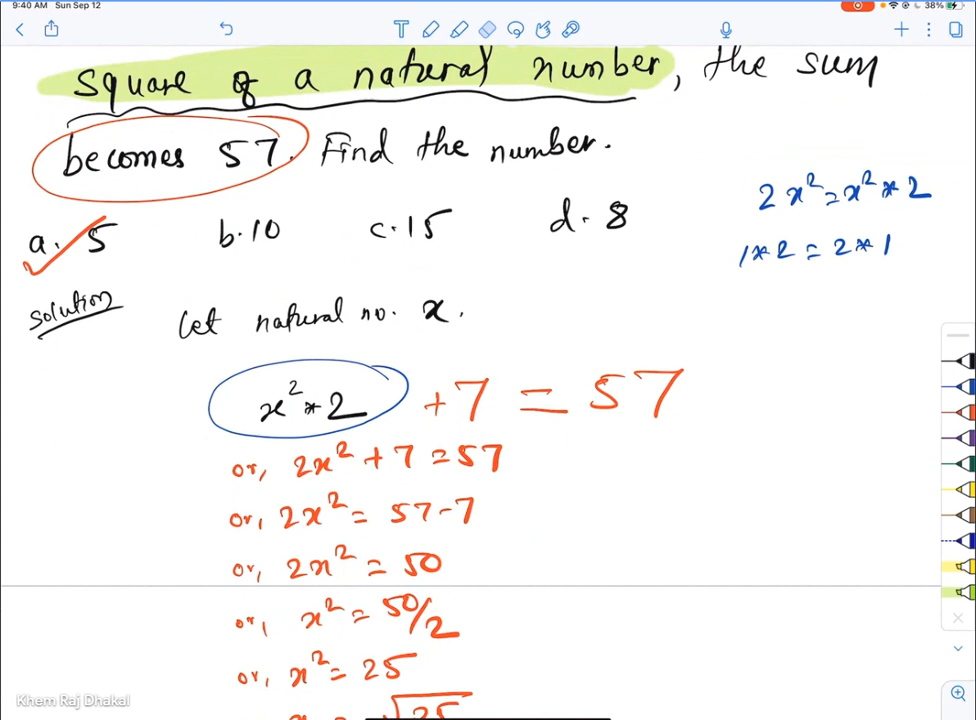 9:40 AM Sun Sep 12
38%
square of a natural number, the sum
becomes 57. Find the number.
a. 5 b. 10 c. 15 d. 8
2x² = x² * 2
1 * 2 = 2 * 1
Solution
Let natural no. x.
x² * 2 + 7 = 57
or, 2x² + 7 = 57
or, 2x² = 57 - 7
or, 2x² = 50
or, x² = 50/2
or, x² = 25
√25
Khem Raj Dhakal